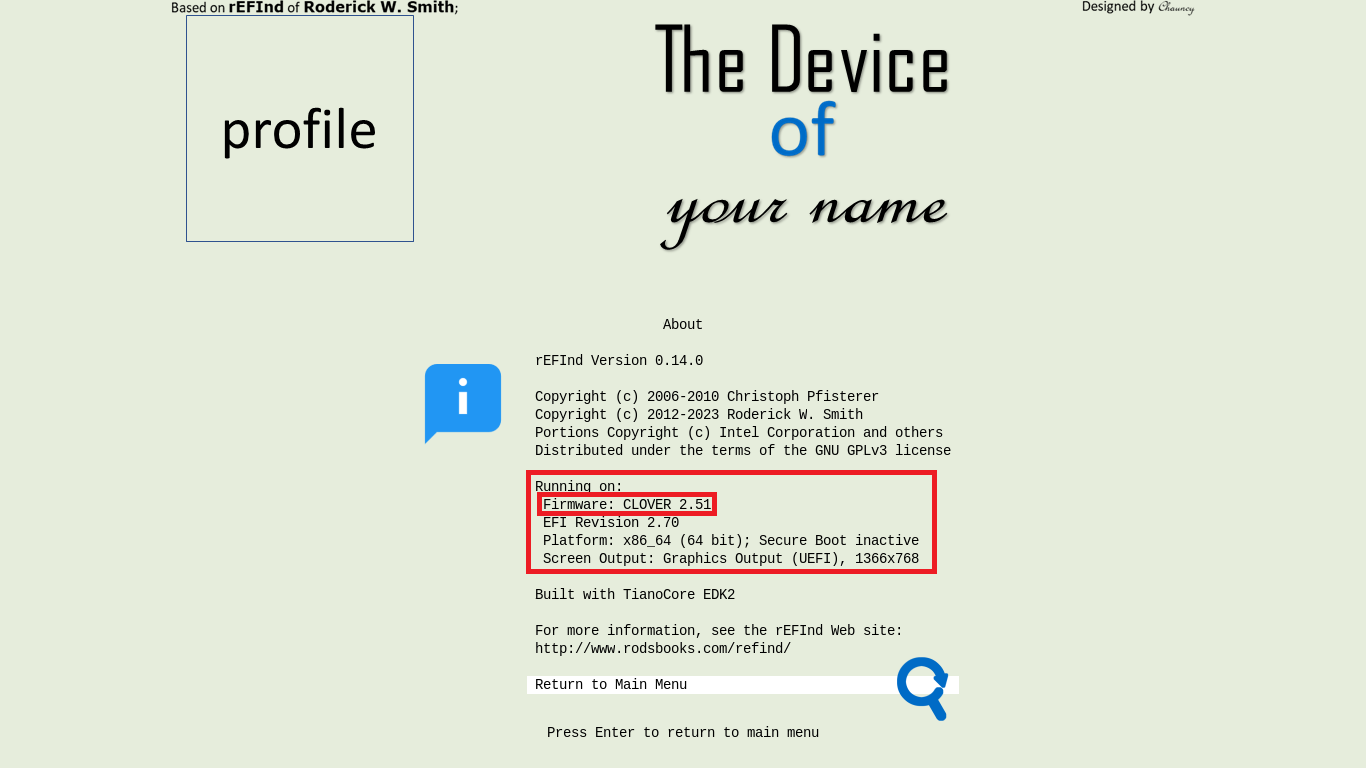 Based on rEFInd of Roderick W. Smith;
Designed by Chauncy
profile
The Device
of
your name
About
rEFInd Version 0.14.0
Copyright (c) 2006-2010 Christoph Pfisterer
Copyright (c) 2012-2023 Roderick W. Smith
Portions Copyright (c) Intel Corporation and others
Distributed under the terms of the GNU GPLv3 license
Running on:
Firmware: CLOVER 2.51
EFI Revision 2.70
Platform: x86_64 (64 bit); Secure Boot inactive
Screen Output: Graphics Output (UEFI), 1366x768
Built with TianoCore EDK2
For more information, see the rEFInd Web site:
http://www.rodsbooks.com/refind/
Return to Main Menu
Press Enter to return to main menu